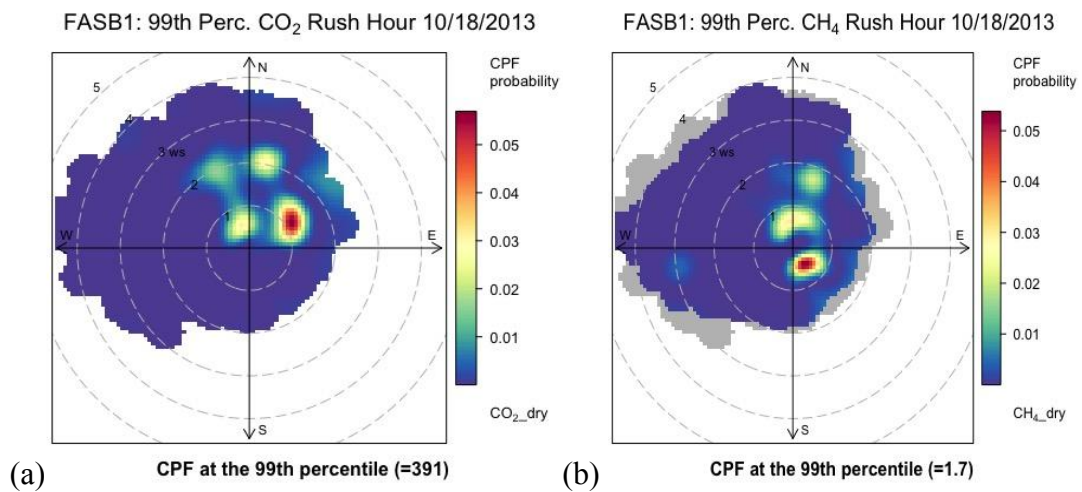 FASB1: 99th Perc. CO₂ Rush Hour 10/18/2013
N
CPF
probability
5
4
3 ws
2
1
W
E
S
0.05
0.04
0.03
0.02
0.01
CO₂_dry
(a)
CPF at the 99th percentile (=391)
FASB1: 99th Perc. CH₄ Rush Hour 10/18/2013
N
CPF
probability
5
4
3 ws
2
1
W
E
S
0.05
0.04
0.03
0.02
0.01
CH₄_dry
(b)
CPF at the 99th percentile (=1.7)